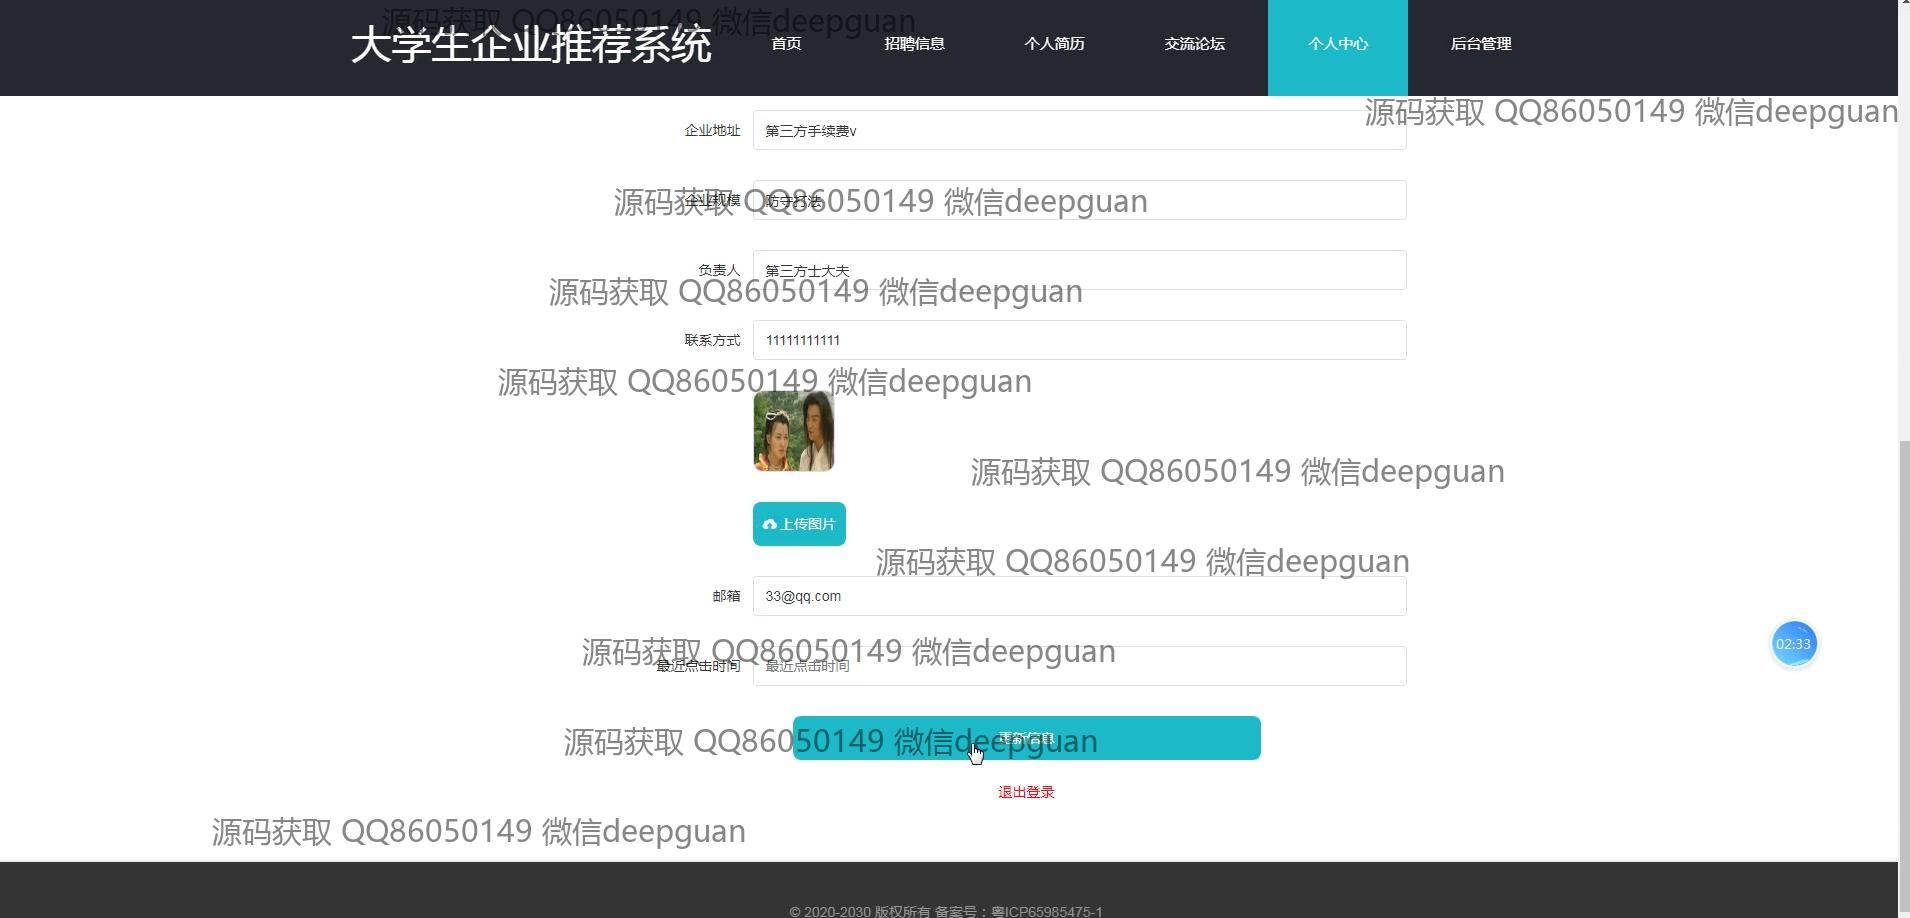 源码获取 QQ86050149 微信deepguan
大学生企业推荐系统
首页
招聘信息
个人简历
交流论坛
个人中心
后台管理
源码获取 QQ86050149 微信deepguan
企业地址
第三方手续费v
源码获取 QQ86050149 微信deepguan
企业规模
防守打法
负责人
第三方士大夫
源码获取 QQ86050149 微信deepguan
联系方式
11111111111
源码获取 QQ86050149 微信deepguan
源码获取 QQ86050149 微信deepguan
上传图片
源码获取 QQ86050149 微信deepguan
邮箱
33@qq.com
02:33
源码获取 QQ86050149 微信deepguan
最近点击时间
最近点击时间
源码获取 QQ86050149 微信deepguan
更新信息
退出登录
源码获取 QQ86050149 微信deepguan
© 2020-2030 版权所有 备案号：粤ICP65985475-1